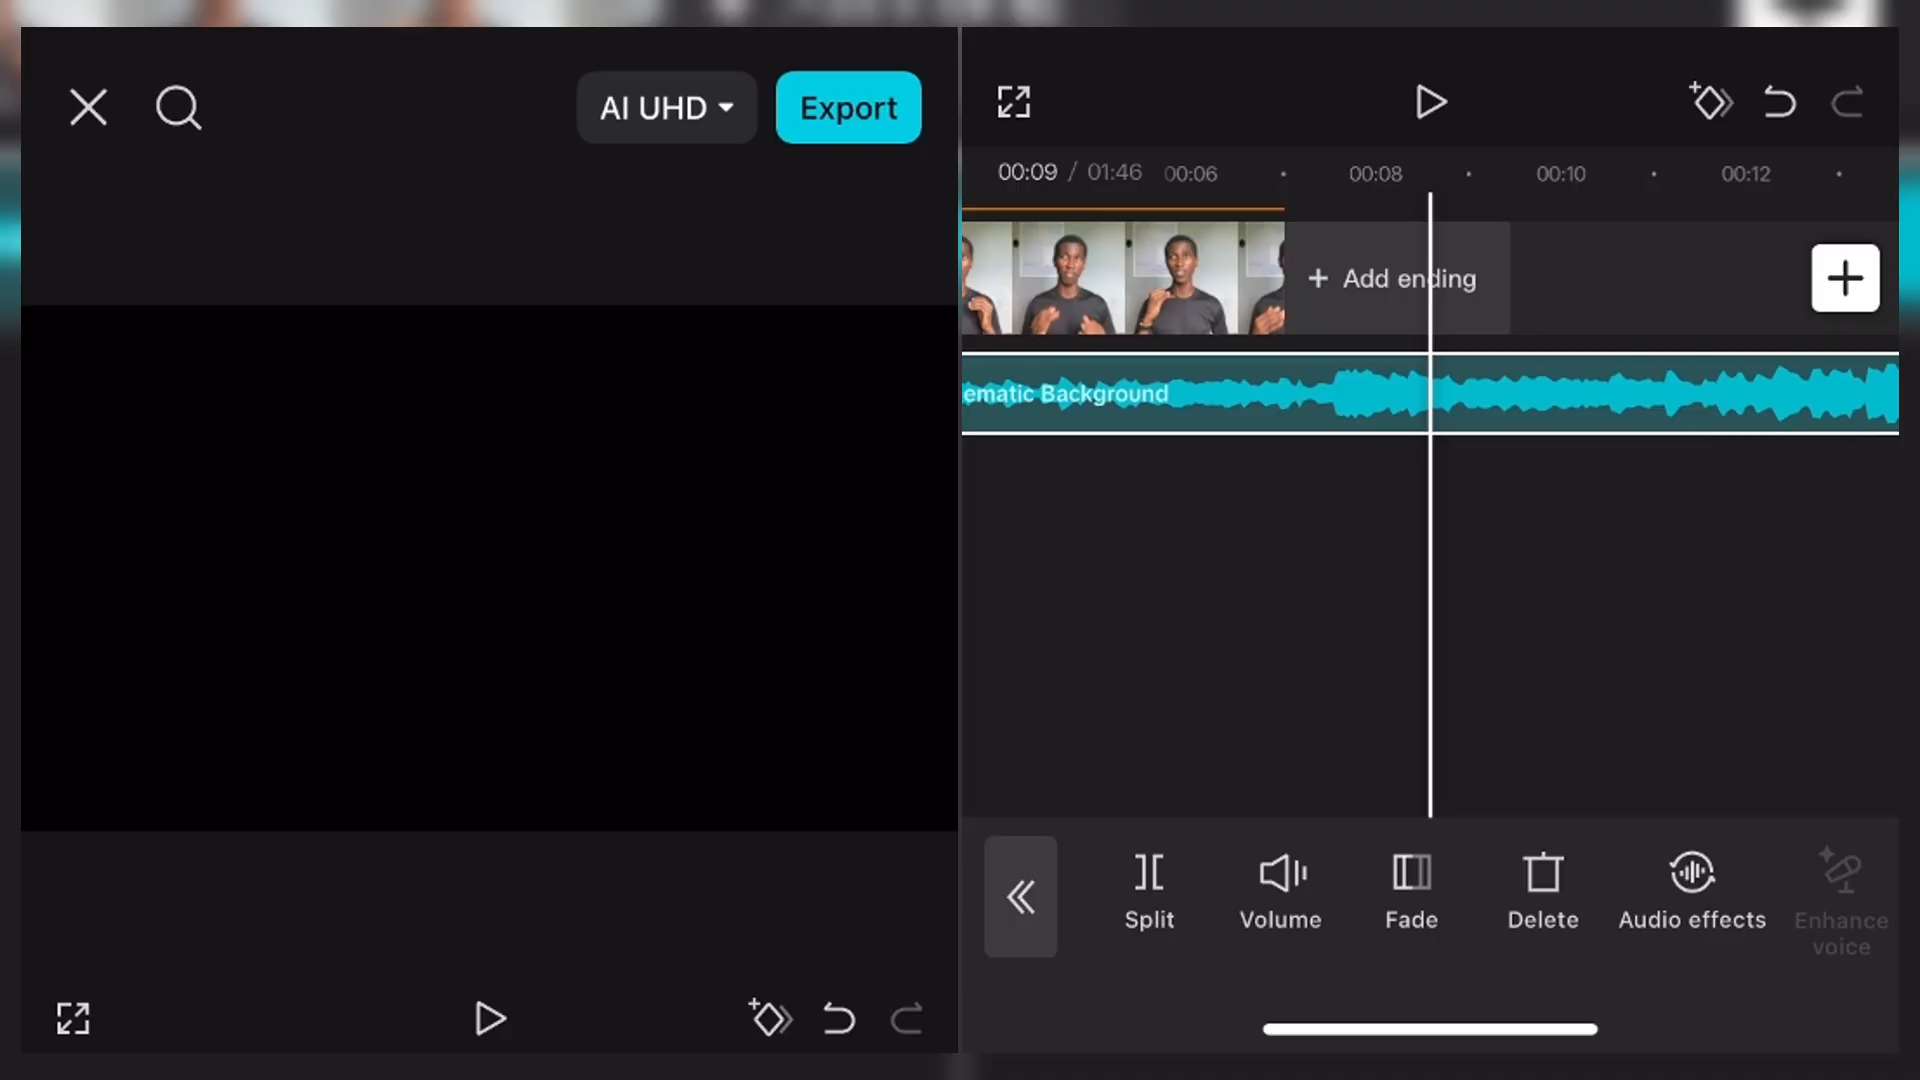 AI UHD
Export
00:09 / 01:46
00:06
00:08
00:10
00:12
+ Add ending
ematic Background
Split
Volume
Fade
Delete
Audio effects
Enhance
voice